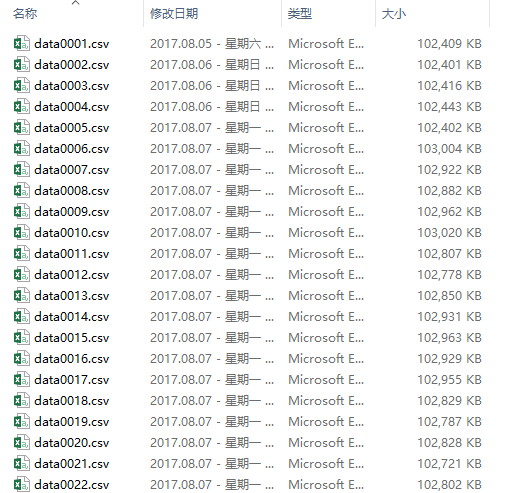 名称 修改日期 类型 大小
data0001.csv 2017.08.05 - 星期六 ... Microsoft E... 102,409 KB
data0002.csv 2017.08.06 - 星期日 ... Microsoft E... 102,401 KB
data0003.csv 2017.08.06 - 星期日 ... Microsoft E... 102,416 KB
data0004.csv 2017.08.06 - 星期日 ... Microsoft E... 102,443 KB
data0005.csv 2017.08.07 - 星期一 ... Microsoft E... 102,402 KB
data0006.csv 2017.08.07 - 星期一 ... Microsoft E... 103,004 KB
data0007.csv 2017.08.07 - 星期一 ... Microsoft E... 102,922 KB
data0008.csv 2017.08.07 - 星期一 ... Microsoft E... 102,882 KB
data0009.csv 2017.08.07 - 星期一 ... Microsoft E... 102,962 KB
data0010.csv 2017.08.07 - 星期一 ... Microsoft E... 103,020 KB
data0011.csv 2017.08.07 - 星期一 ... Microsoft E... 102,807 KB
data0012.csv 2017.08.07 - 星期一 ... Microsoft E... 102,778 KB
data0013.csv 2017.08.07 - 星期一 ... Microsoft E... 102,850 KB
data0014.csv 2017.08.07 - 星期一 ... Microsoft E... 102,931 KB
data0015.csv 2017.08.07 - 星期一 ... Microsoft E... 102,963 KB
data0016.csv 2017.08.07 - 星期一 ... Microsoft E... 102,929 KB
data0017.csv 2017.08.07 - 星期一 ... Microsoft E... 102,955 KB
data0018.csv 2017.08.07 - 星期一 ... Microsoft E... 102,829 KB
data0019.csv 2017.08.07 - 星期一 ... Microsoft E... 102,787 KB
data0020.csv 2017.08.07 - 星期一 ... Microsoft E... 102,828 KB
data0021.csv 2017.08.07 - 星期一 ... Microsoft E... 102,721 KB
data0022.csv 2017.08.07 - 星期一 ... Microsoft E... 102,802 KB